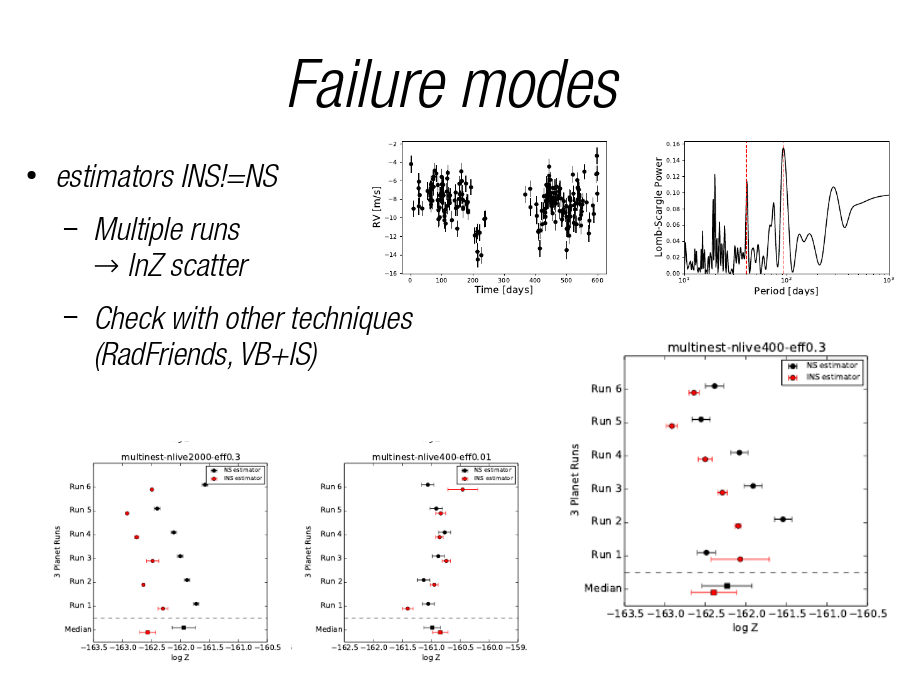 Failure modes
• estimators INS!=NS
– Multiple runs
→ lnZ scatter
– Check with other techniques
(RadFriends, VB+IS)
−2
−4
−6
−8
−10
−12
−14
−16
RV [m/s]
0 100 200 300 400 500 600
Time [days]
0.16
0.14
0.12
0.10
0.08
0.06
0.04
0.02
0.00
Lomb-Scargle Power
10¹ 10² 10³
Period [days]
multinest-nlive400-eff0.3
NS estimator
INS estimator
Run 6
Run 5
Run 4
Run 3
Run 2
Run 1
Median
3 Planet Runs
−163.5 −163.0 −162.5 −162.0 −161.5 −161.0 −160.5
log Z
multinest-nlive2000-eff0.3
NS estimator
INS estimator
Run 6
Run 5
Run 4
Run 3
Run 2
Run 1
Median
3 Planet Runs
−163.5 −163.0 −162.5 −162.0 −161.5 −161.0 −160.5
log Z
multinest-nlive400-eff0.01
NS estimator
INS estimator
Run 6
Run 5
Run 4
Run 3
Run 2
Run 1
Median
3 Planet Runs
−162.5 −162.0 −161.5 −161.0 −160.5 −160.0 −159.
log Z